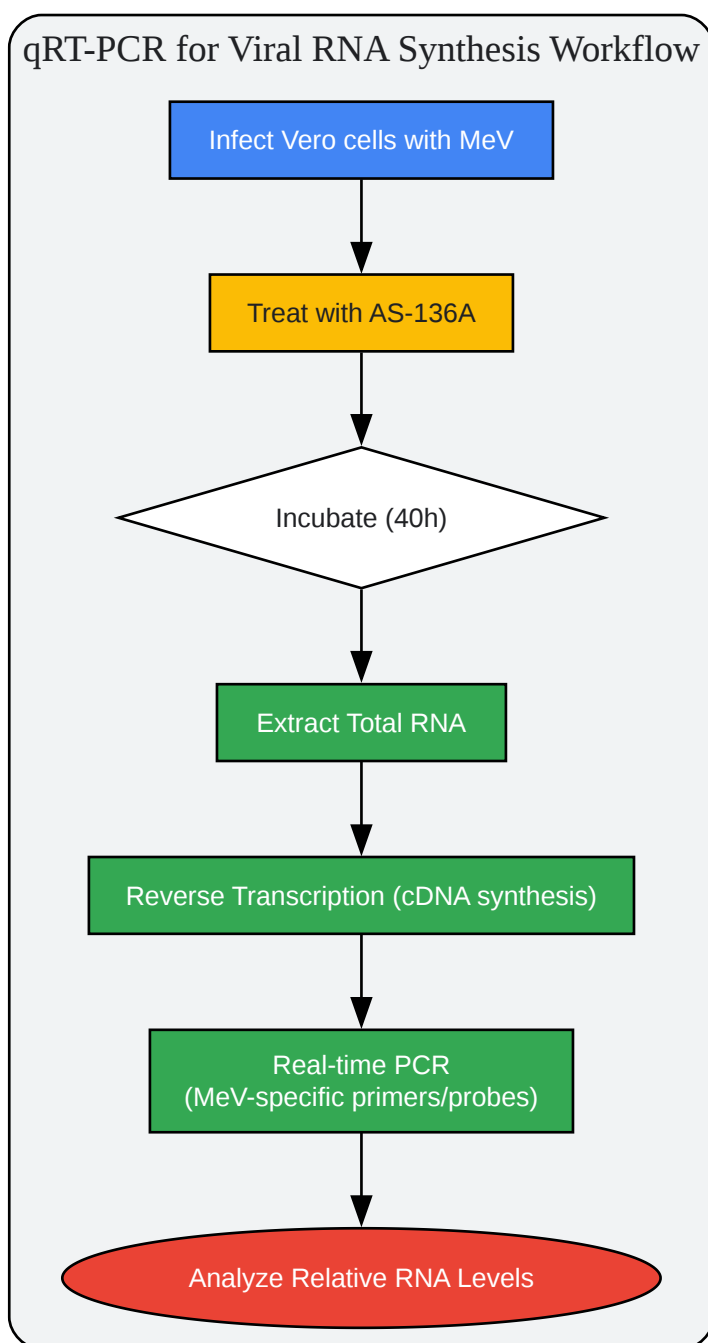 qRT-PCR for Viral RNA Synthesis Workflow
Infect Vero cells with MeV
Treat with AS-136A
Incubate (40h)
Extract Total RNA
Reverse Transcription (cDNA synthesis)
Real-time PCR
(MeV-specific primers/probes)
Analyze Relative RNA Levels